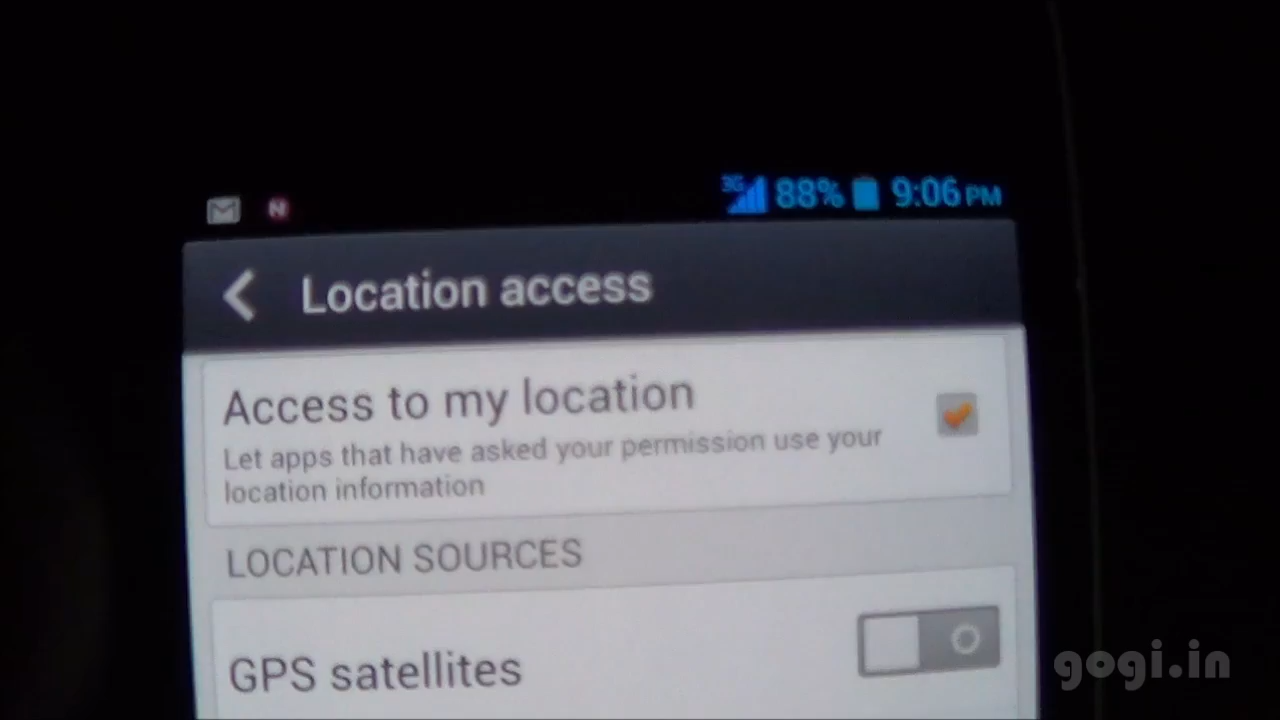 3G 88% 9:06 PM
Location access
Access to my location
Let apps that have asked your permission use your
location information
LOCATION SOURCES
GPS satellites
gogi.in